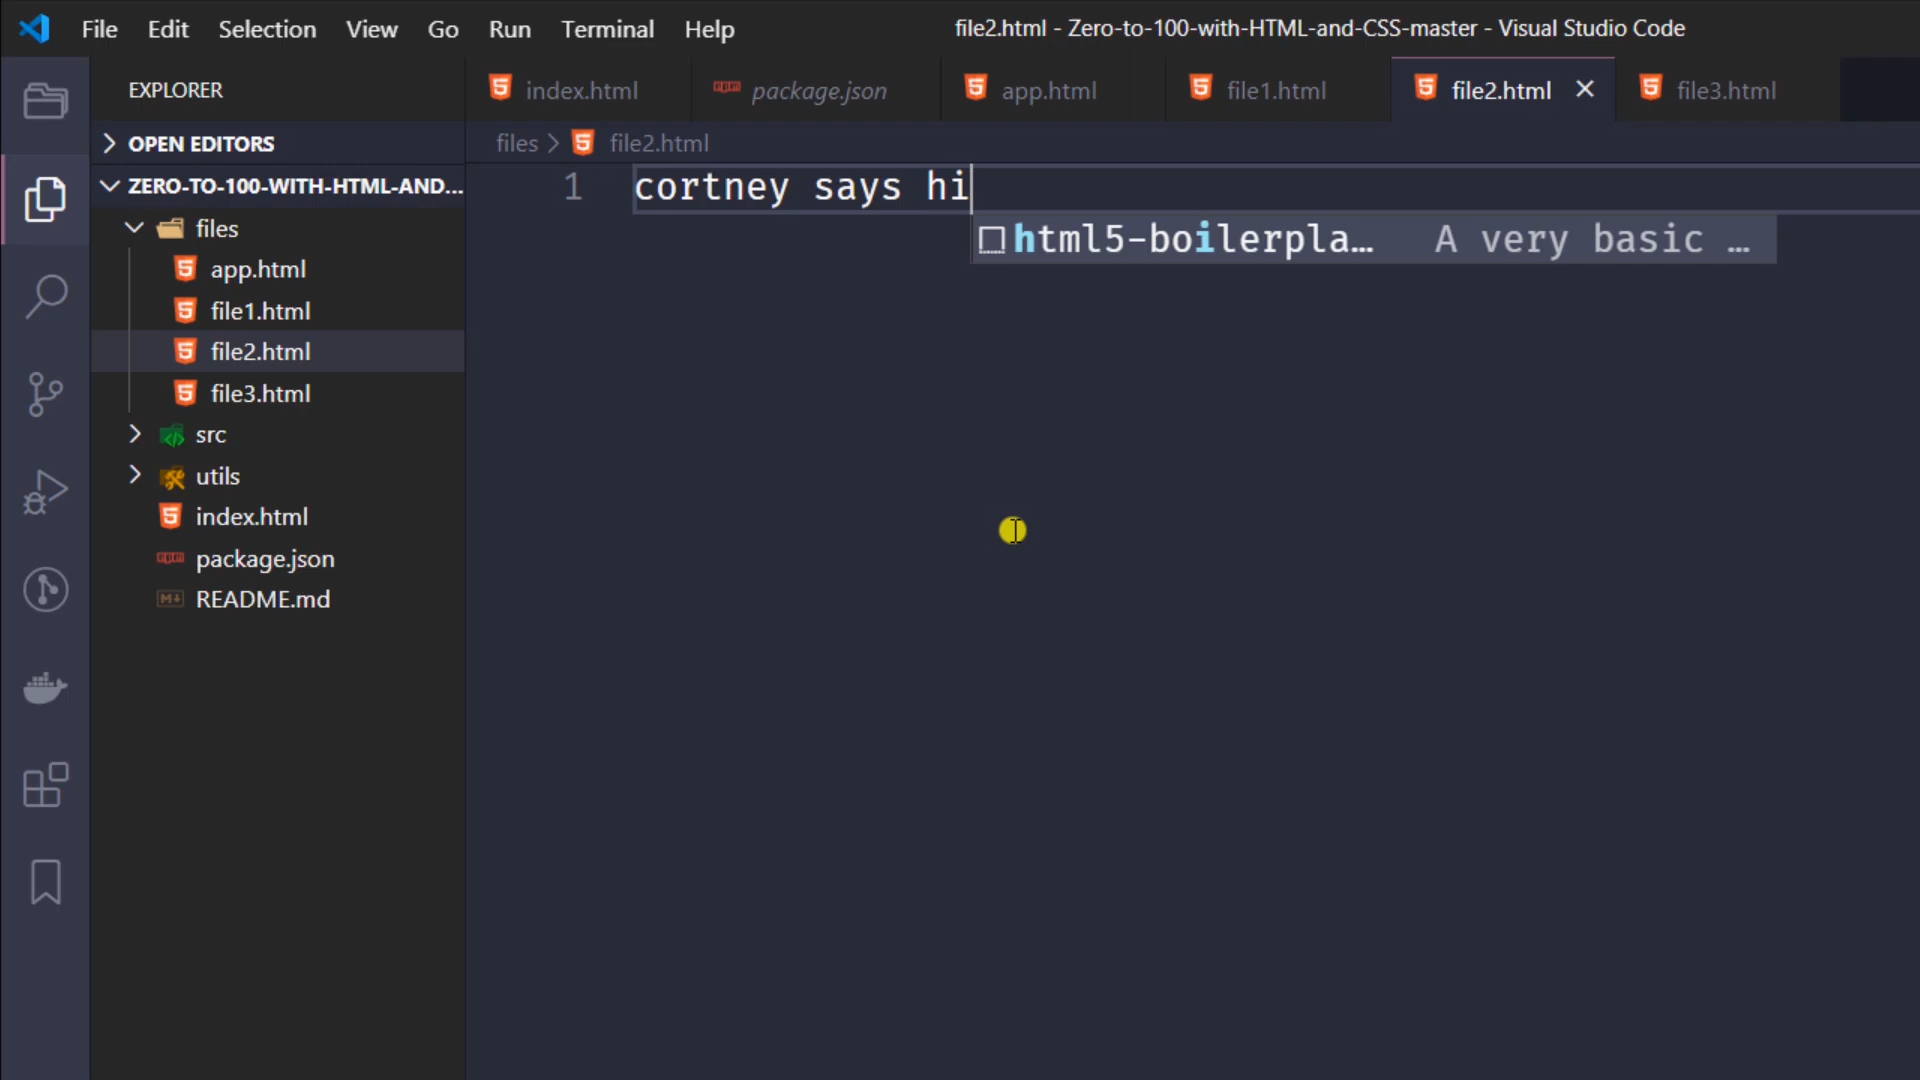 File Edit Selection View Go Run Terminal Help file2.html - Zero-to-100-with-HTML-and-CSS-master - Visual Studio Code
EXPLORER
index.html package.json app.html file1.html file2.html file3.html
OPEN EDITORS
files file2.html
ZERO-TO-100-WITH-HTML-AND...
1 cortney says hi
html5-boilerpla... A very basic ...
files
app.html
file1.html
file2.html
file3.html
src
utils
index.html
package.json
README.md